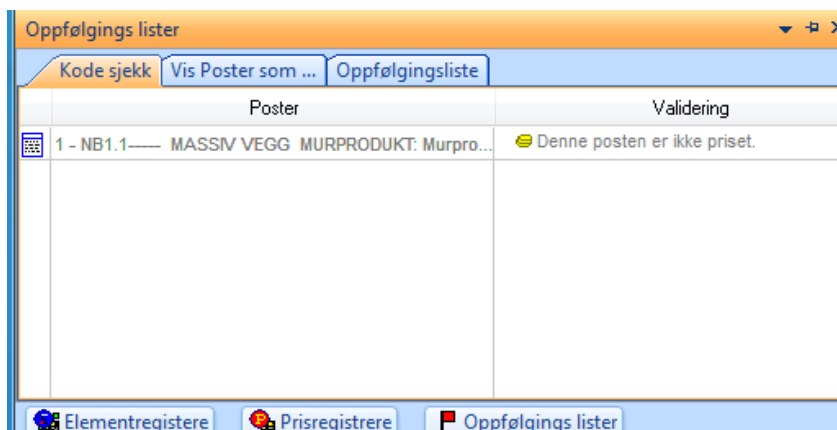 Oppfølgings lister
Kode sjekk Vis Poster som ... Oppfølgingsliste
Poster Validering
1 - NB1.1----- MASSIV VEGG MURPRODUKT: Murpro... Denne posten er ikke priset.
Elementregistere Prisregistrere Oppfølgings lister